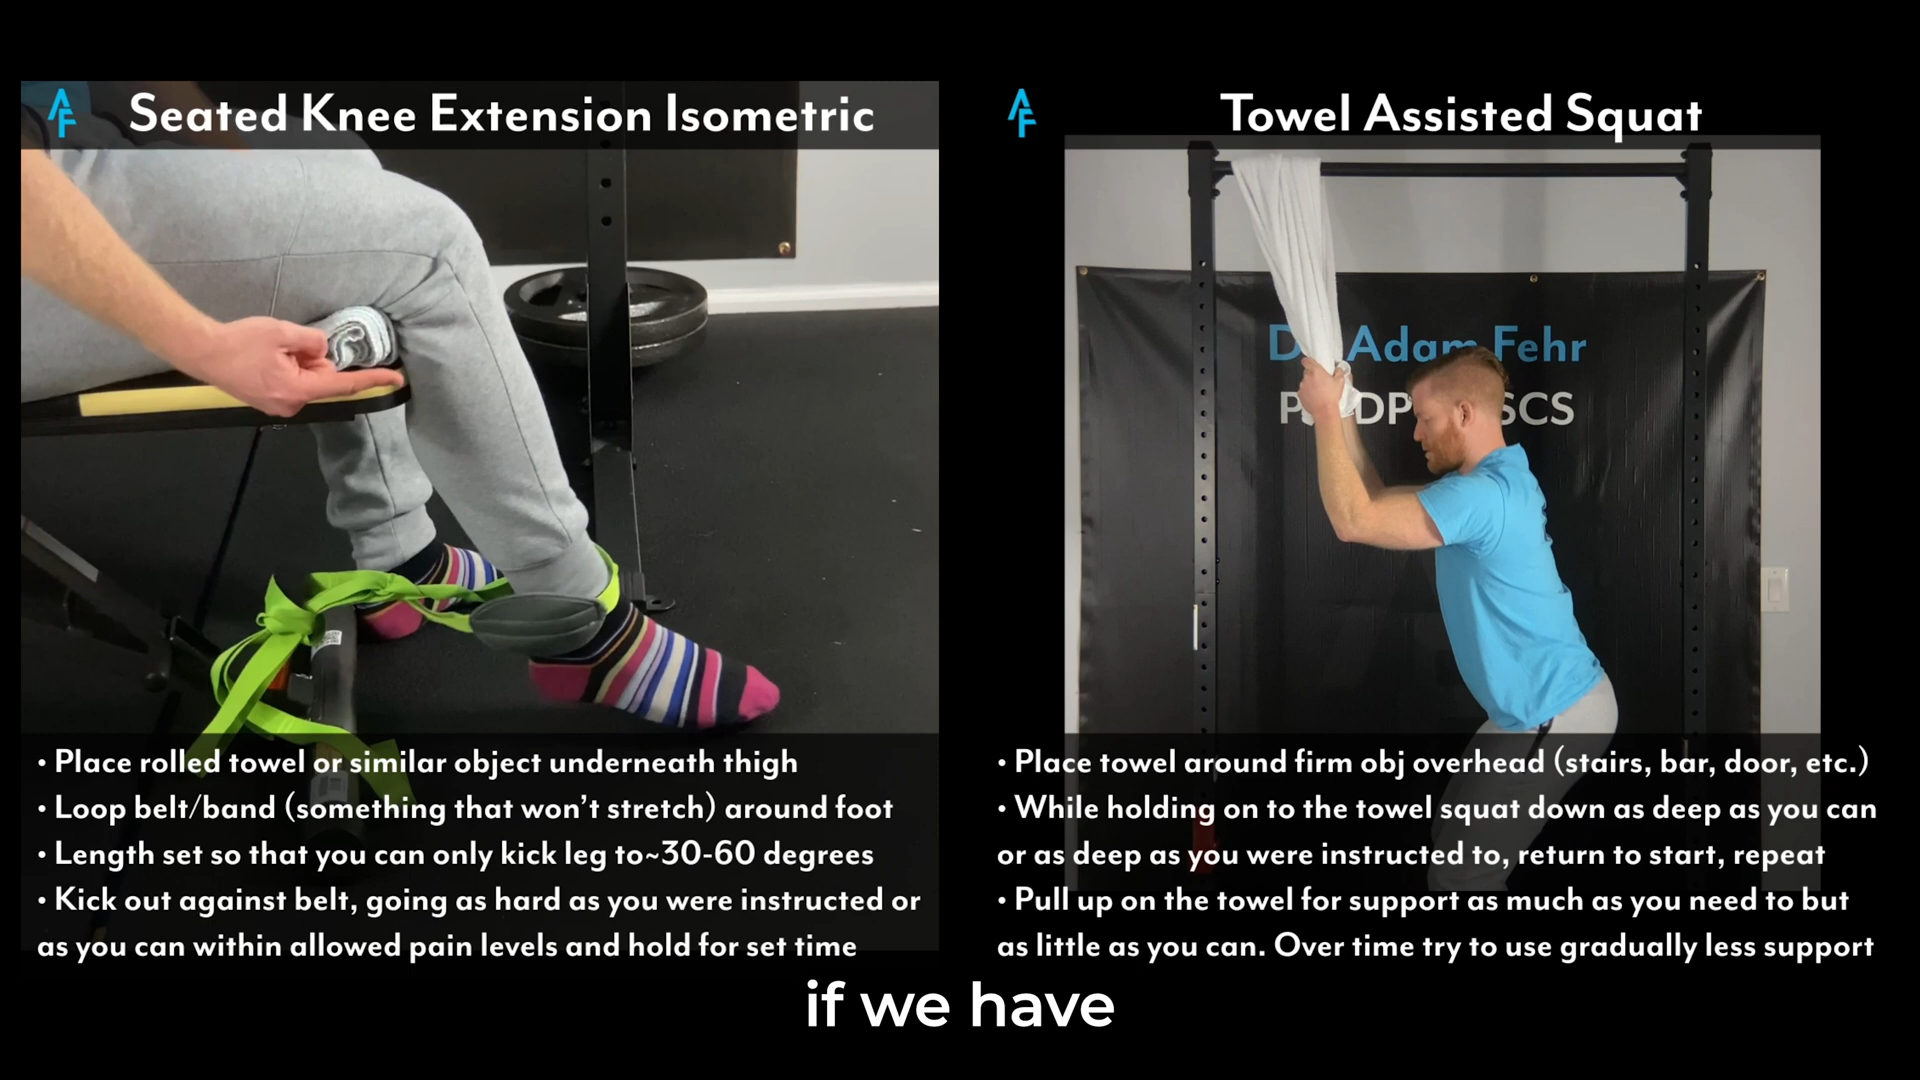 AF
Seated Knee Extension Isometric
• Place rolled towel or similar object underneath thigh
• Loop belt/band (something that won't stretch) around foot
• Length set so that you can only kick leg to~30-60 degrees
• Kick out against belt, going as hard as you were instructed or
as you can within allowed pain levels and hold for set time
AF
Towel Assisted Squat
Adam Fehr
SCS
• Place towel around firm obj overhead (stairs, bar, door, etc.)
• While holding on to the towel squat down as deep as you can
or as deep as you were instructed to, return to start, repeat
• Pull up on the towel for support as much as you need to but
as little as you can. Over time try to use gradually less support
if we have